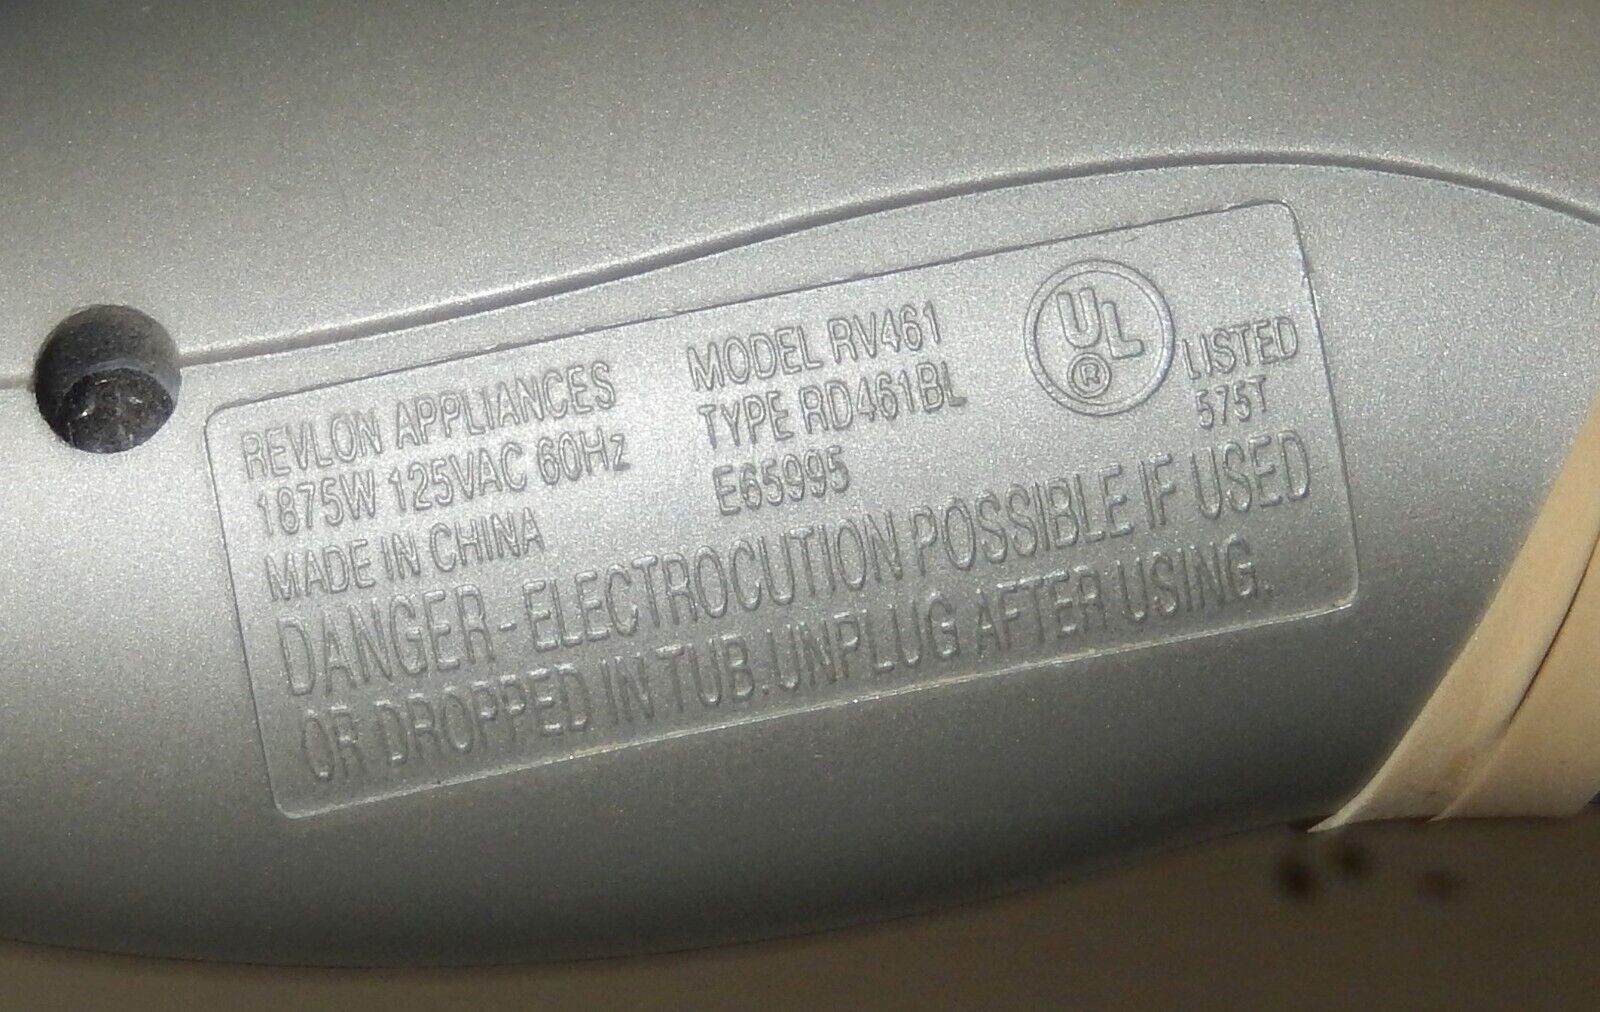 REVLON APPLIANCES
1875W 125VAC 60Hz
MADE IN CHINA
MODEL RV461
TYPE RD461BL
E65995
UL
®
LISTED
575T
DANGER - ELECTROCUTION POSSIBLE IF USED
OR DROPPED IN TUB. UNPLUG AFTER USING.